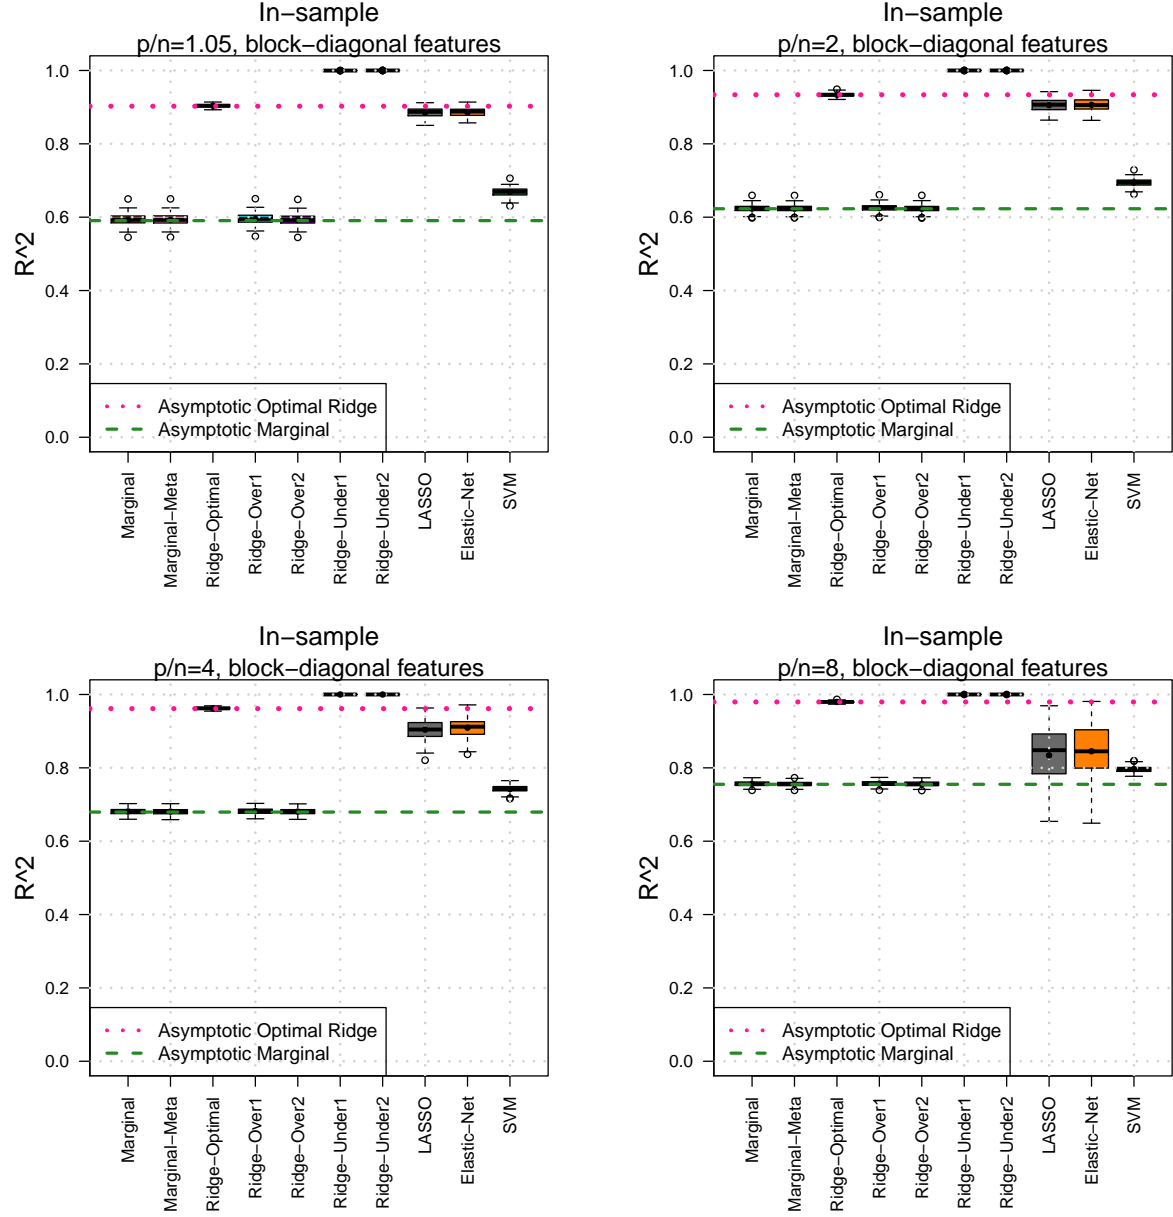 In−sample
p/n=1.05, block−diagonal features
R^2
1.0
0.8
0.6
0.4
0.2
0.0
Asymptotic Optimal Ridge
Asymptotic Marginal
Marginal
Marginal−Meta
Ridge−Optimal
Ridge−Over1
Ridge−Over2
Ridge−Under1
Ridge−Under2
LASSO
Elastic−Net
SVM
In−sample
p/n=2, block−diagonal features
R^2
1.0
0.8
0.6
0.4
0.2
0.0
Asymptotic Optimal Ridge
Asymptotic Marginal
Marginal
Marginal−Meta
Ridge−Optimal
Ridge−Over1
Ridge−Over2
Ridge−Under1
Ridge−Under2
LASSO
Elastic−Net
SVM
In−sample
p/n=4, block−diagonal features
R^2
1.0
0.8
0.6
0.4
0.2
0.0
Asymptotic Optimal Ridge
Asymptotic Marginal
Marginal
Marginal−Meta
Ridge−Optimal
Ridge−Over1
Ridge−Over2
Ridge−Under1
Ridge−Under2
LASSO
Elastic−Net
SVM
In−sample
p/n=8, block−diagonal features
R^2
1.0
0.8
0.6
0.4
0.2
0.0
Asymptotic Optimal Ridge
Asymptotic Marginal
Marginal
Marginal−Meta
Ridge−Optimal
Ridge−Over1
Ridge−Over2
Ridge−Under1
Ridge−Under2
LASSO
Elastic−Net
SVM